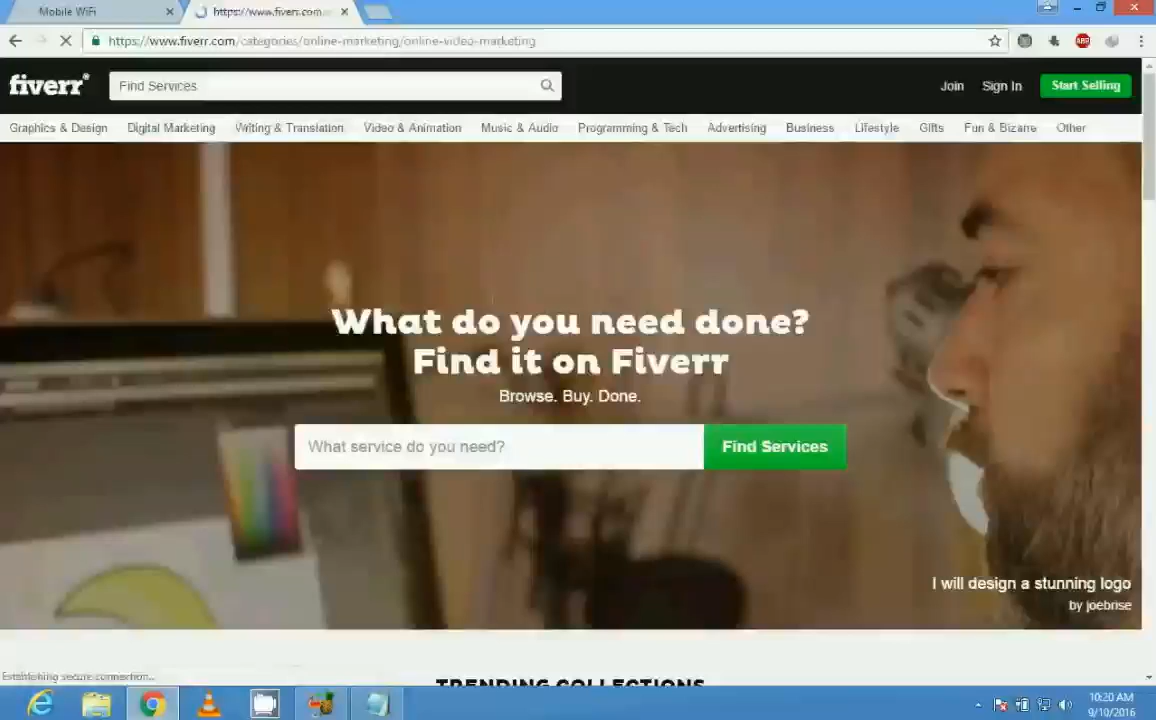 Mobile WiFi
https://www.fiverr.com
https://www.fiverr.com/categories/online-marketing/online-video-marketing
fiverr®
Find Services
Join
Sign In
Start Selling
Graphics & Design
Digital Marketing
Writing & Translation
Video & Animation
Music & Audio
Programming & Tech
Advertising
Business
Lifestyle
Gifts
Fun & Bizarre
Other
What do you need done?
Find it on Fiverr
Browse. Buy. Done.
What service do you need?
Find Services
I will design a stunning logo
by joebrise
Establishing secure connection...
TRENDING COLLECTIONS
10:20 AM
9/10/2016